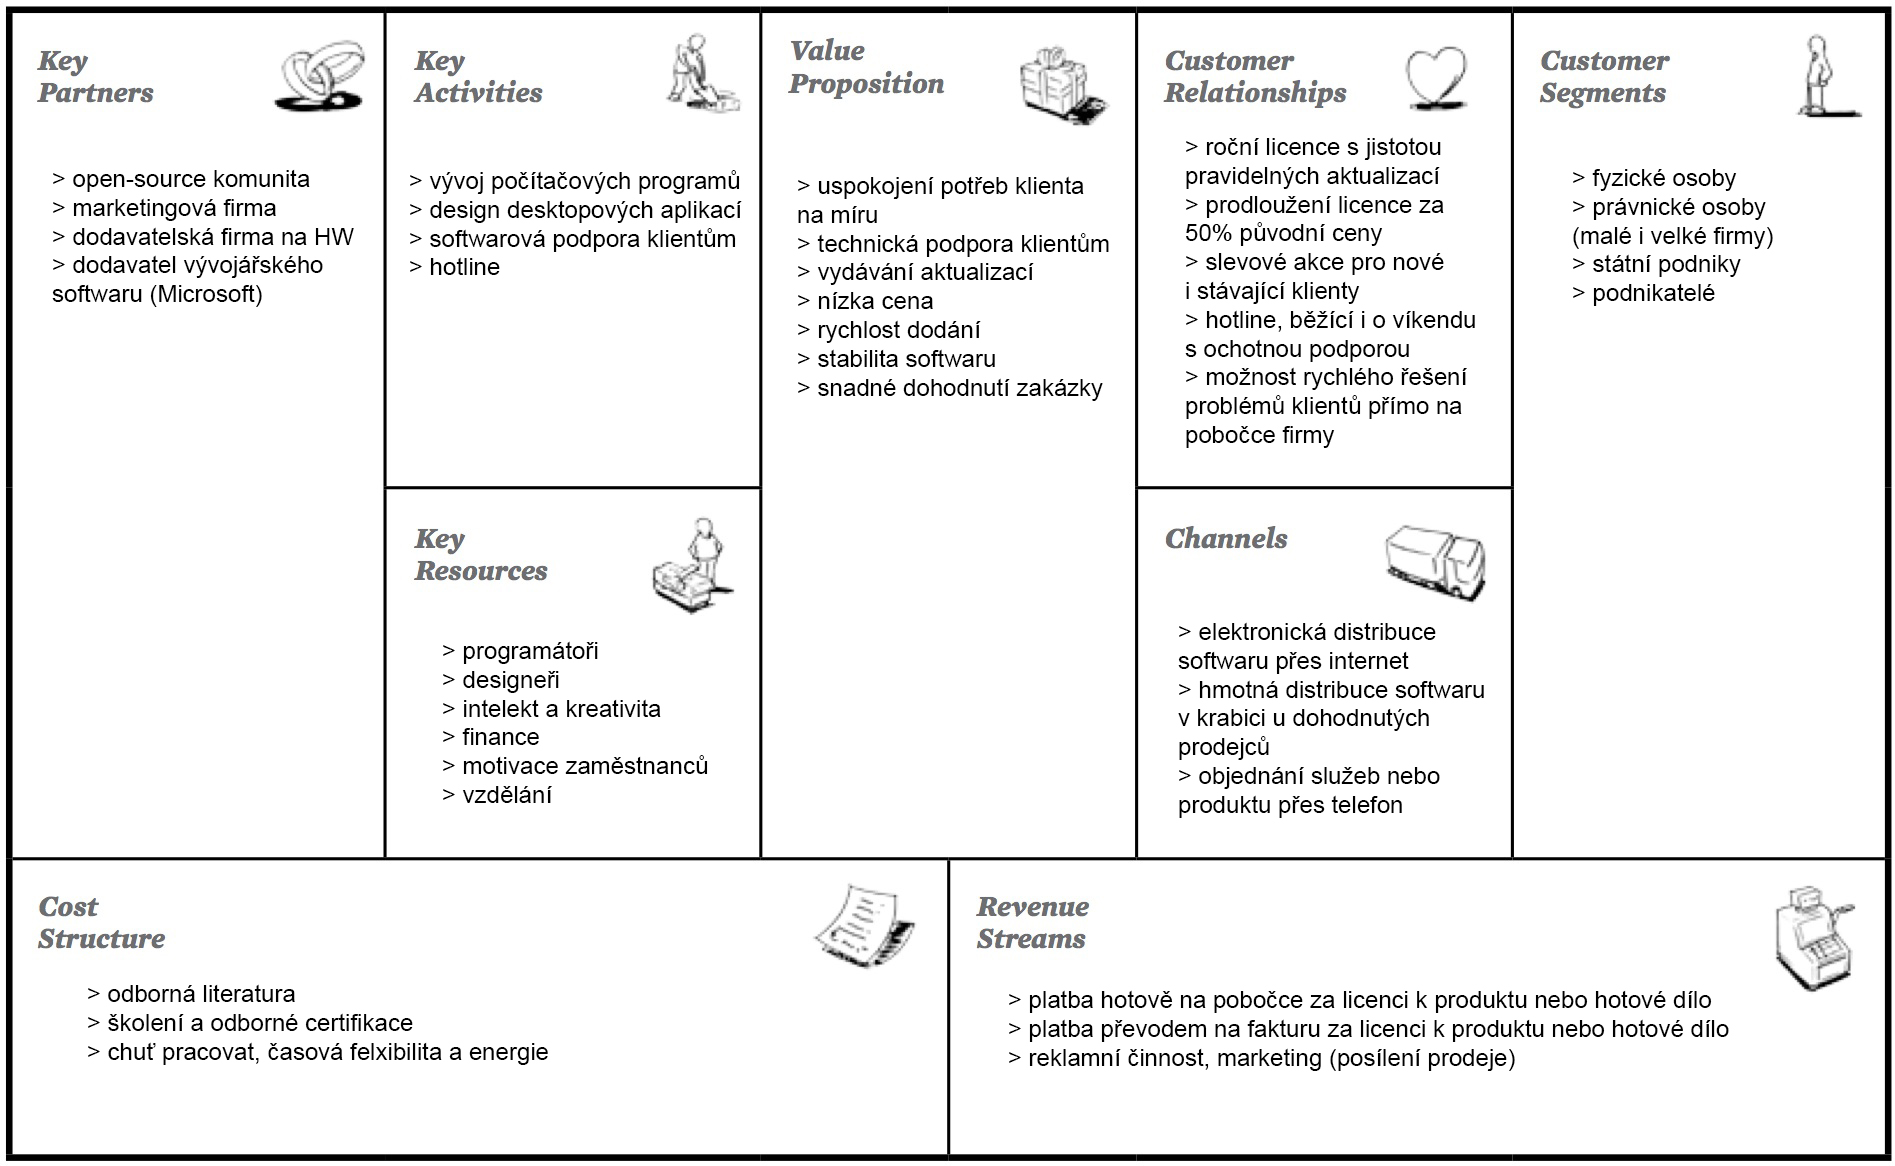 Key
Partners
> open-source komunita
> marketingová firma
> dodavatelská firma na HW
> dodavatel vývojářského
softwaru (Microsoft)
Key
Activities
> vývoj počítačových programů
> design desktopových aplikací
> softwarová podpora klientům
> hotline
Key
Resources
> programátoři
> designeři
> intelekt a kreativita
> finance
> motivace zaměstnanců
> vzdělání
Value
Proposition
> uspokojení potřeb klienta
na míru
> technická podpora klientům
> vydávání aktualizací
> nízka cena
> rychlost dodání
> stabilita softwaru
> snadné dohodnutí zakázky
Customer
Relationships
> roční licence s jistotou
pravidelných aktualizací
> prodloužení licence za
50% původní ceny
> slevové akce pro nové
i stávající klienty
> hotline, běžící i o víkendu
s ochotnou podporou
> možnost rychlého řešení
problémů klientů přímo na
pobočce firmy
Channels
> elektronická distribuce
softwaru přes internet
> hmotná distribuce softwaru
v krabici u dohodnutých
prodejců
> objednání služeb nebo
produktu přes telefon
Customer
Segments
> fyzické osoby
> právnické osoby
(malé i velké firmy)
> státní podniky
> podnikatelé
Cost
Structure
> odborná literatura
> školení a odborné certifikace
> chuť pracovat, časová felxibilita a energie
Revenue
Streams
> platba hotově na pobočce za licenci k produktu nebo hotové dílo
> platba převodem na fakturu za licenci k produktu nebo hotové dílo
> reklamní činnost, marketing (posílení prodeje)